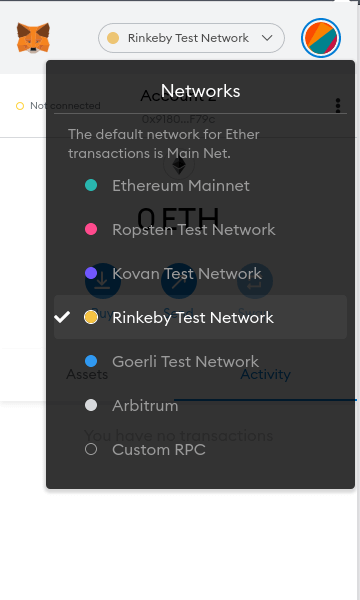 Rinkeby Test Network
Networks
Not connected
Account 2
0x9180...F79c
The default network for Ether
transactions is Main Net.
Ethereum Mainnet
0 ETH
Ropsten Test Network
Kovan Test Network
Rinkeby Test Network
Goerli Test Network
Assets
Activity
Arbitrum
You have no transactions
Custom RPC